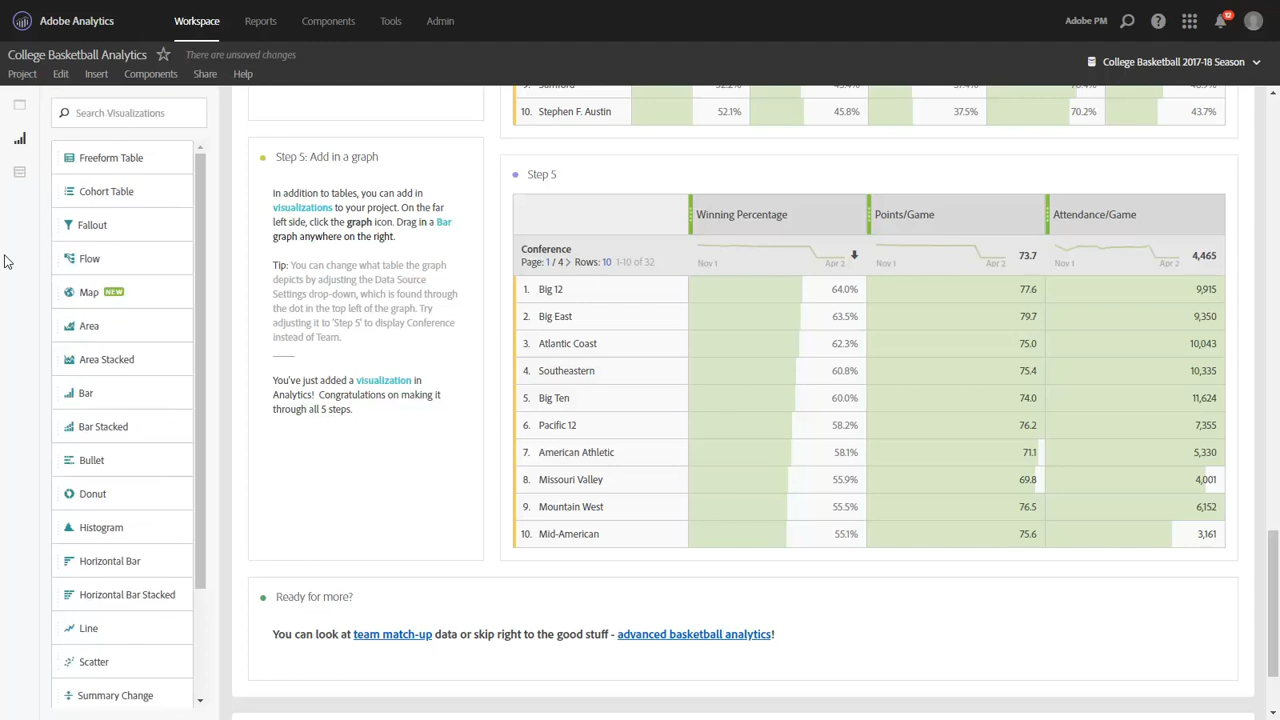 Adobe Analytics
Workspace
Reports
Components
Tools
Admin
Adobe PM
12
College Basketball Analytics
There are unsaved changes
College Basketball 2017-18 Season
Project
Edit
Insert
Components
Share
Help
Search Visualizations
Freeform Table
Cohort Table
Fallout
Flow
Map NEW
Area
Area Stacked
Bar
Bar Stacked
Bullet
Donut
Histogram
Horizontal Bar
Horizontal Bar Stacked
Line
Scatter
Summary Change
10. Stephen F. Austin 52.1% 45.8% 37.5% 70.2% 43.7%
Step 5: Add in a graph
In addition to tables, you can add in
visualizations to your project. On the far
left side, click the graph icon. Drag in a Bar
graph anywhere on the right.
Tip: You can change what table the graph
depicts by adjusting the Data Source
Settings drop-down, which is found through
the dot in the top left of the graph. Try
adjusting it to 'Step 5' to display Conference
instead of Team.
You've just added a visualization in
Analytics! Congratulations on making it
through all 5 steps.
Step 5
Winning Percentage Points/Game Attendance/Game
Conference
Page: 1 / 4 > Rows: 10 1-10 of 32
Nov 1 Apr 2
Nov 1 Apr 2 73.7
Nov 1 Apr 2 4,465
1. Big 12 64.0% 77.6 9,915
2. Big East 63.5% 79.7 9,350
3. Atlantic Coast 62.3% 75.0 10,043
4. Southeastern 60.8% 75.4 10,335
5. Big Ten 60.0% 74.0 11,624
6. Pacific 12 58.2% 76.2 7,355
7. American Athletic 58.1% 71.1 5,330
8. Missouri Valley 55.9% 69.8 4,001
9. Mountain West 55.5% 76.5 6,152
10. Mid-American 55.1% 75.6 3,161
Ready for more?
You can look at team match-up data or skip right to the good stuff - advanced basketball analytics!